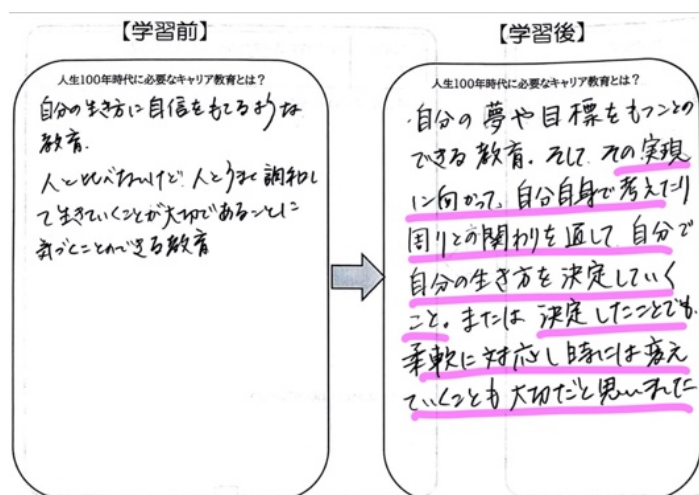 【学習前】
人生100年時代に必要なキャリア教育とは？
自分の生き方に自信をもてるような
教育.
人と比べないけど、人とうまく調和し
て生きていくことが大切であることに
気づくことのできる教育
【学習後】
人生100年時代に必要なキャリア教育とは？
・自分の夢や目標をもつことの
できる教育。そして その実現
に向かって、自分自身で考えたり
周りとの関わりを通して 自分で
自分の生き方を決定していく
こと。または 決定したことでも、
柔軟に対応し時には変え
ていくことも大切だと思いました